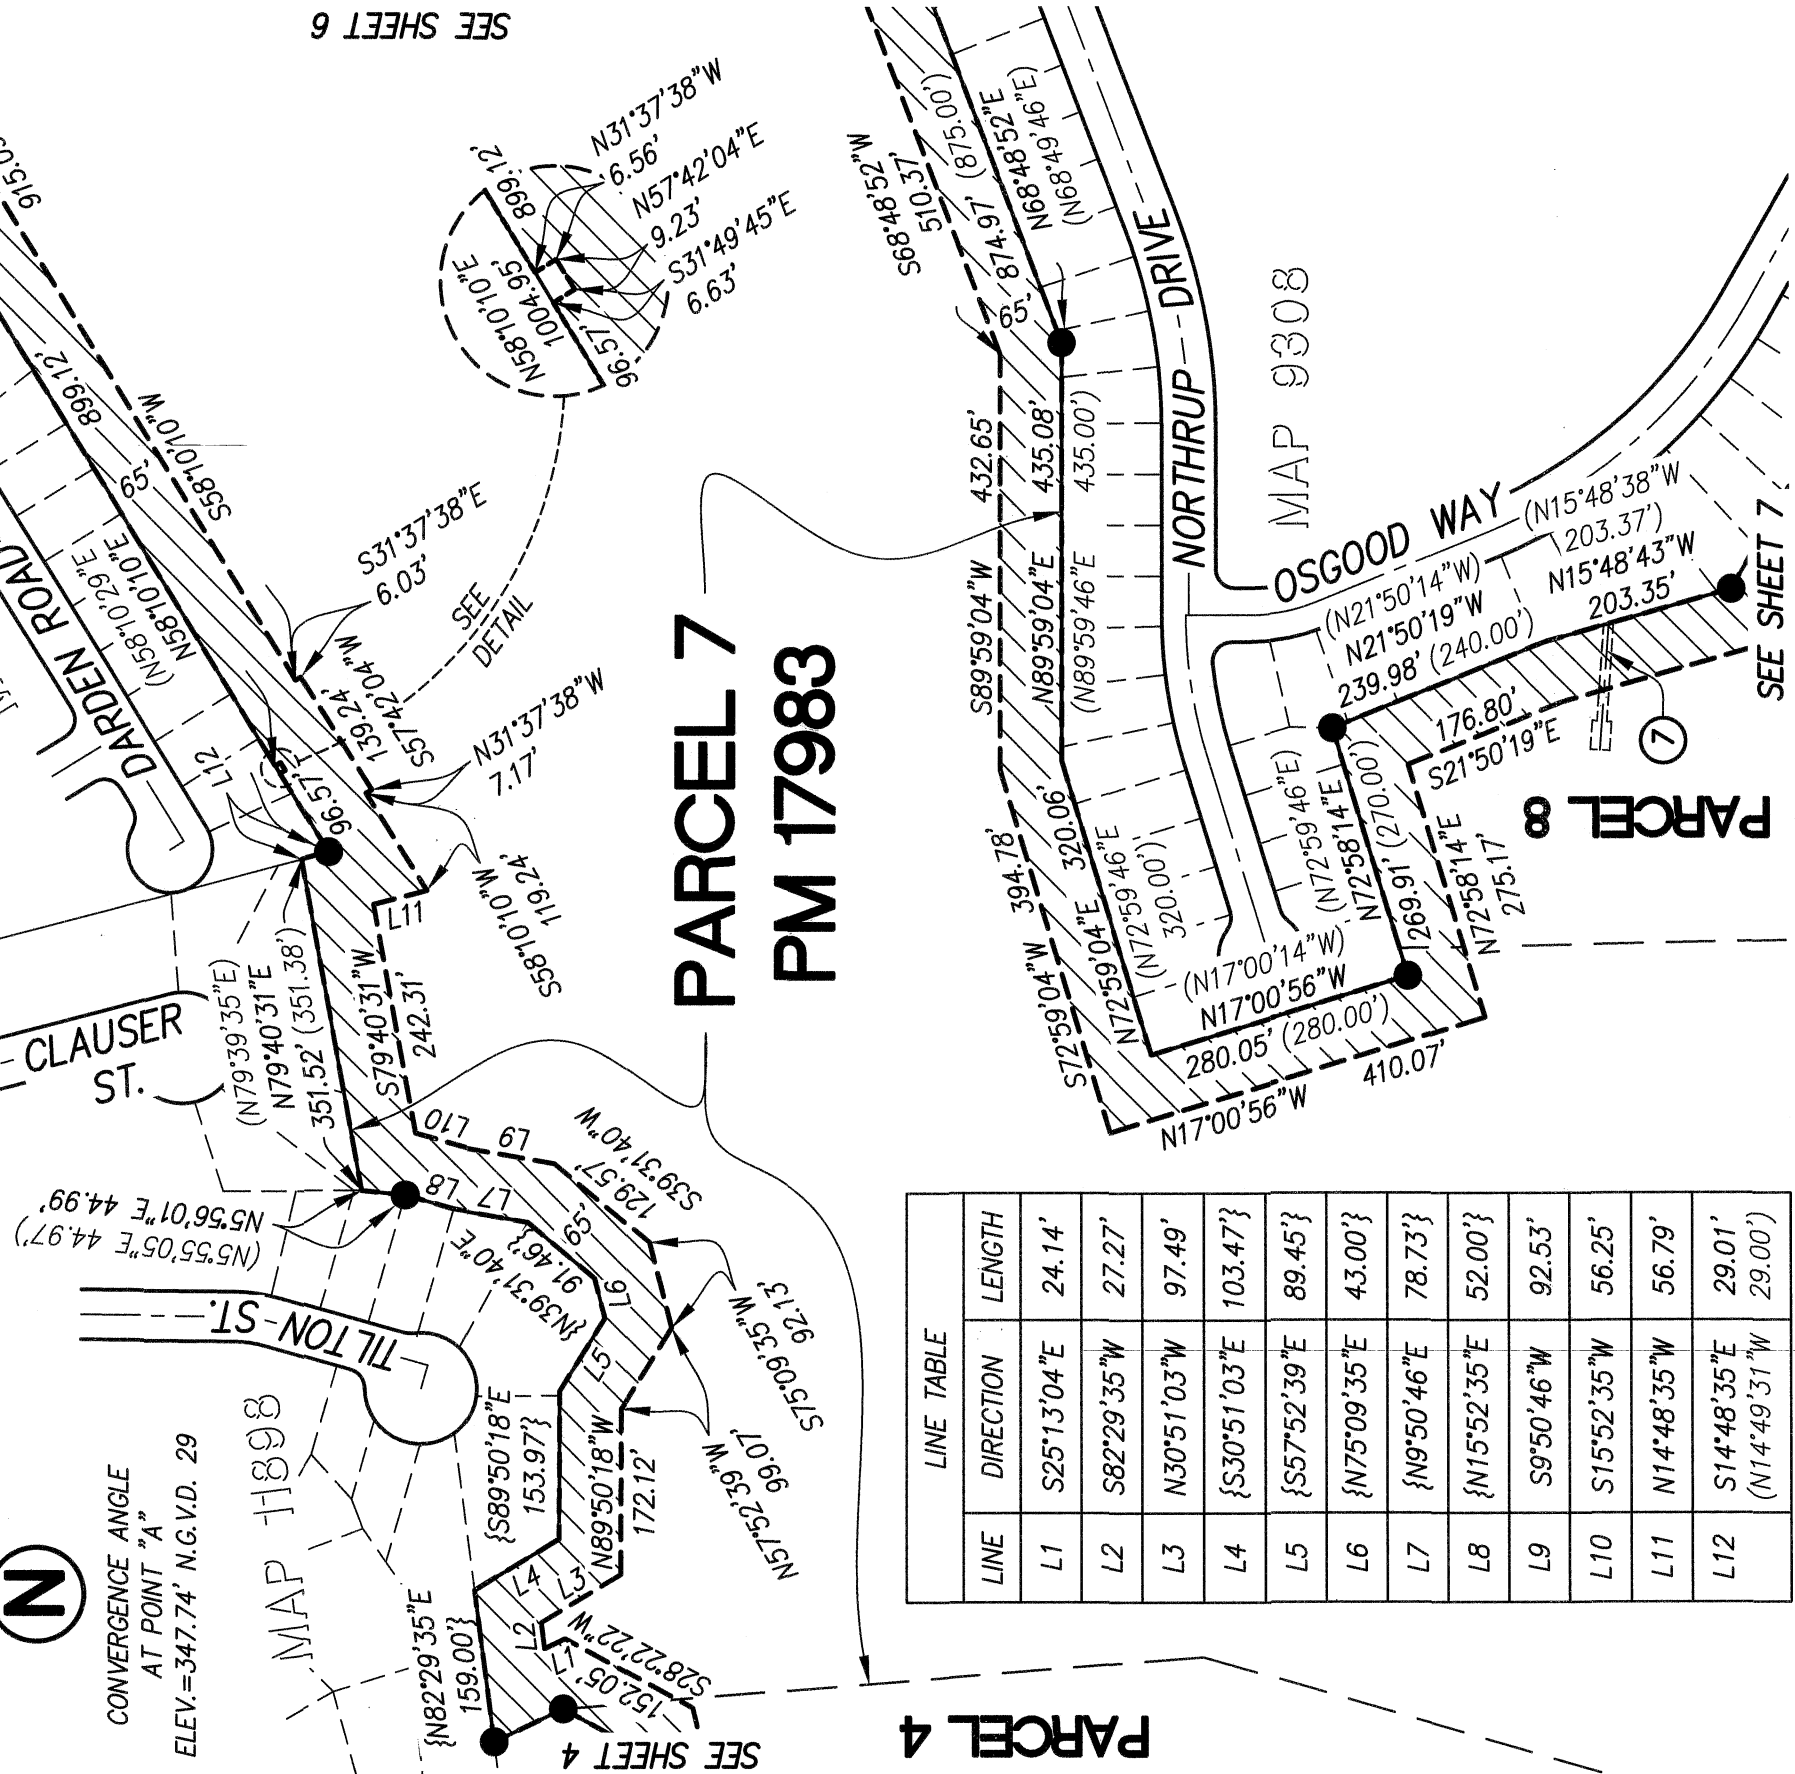 SEE SHEET 6
915.0
899.12'
65'
S58°10'10"W
DARDEN ROAD
(N58°10'29"E
N58°10'10"E
S31°37'38"E
6.03'
139.24'
S57°42'04"W
SEE
DETAIL
L12
96.57'
N31°37'38"W
7.17'
S58°10'10"W
119.24'
L11
899.12'
N58°10'10"E
1004.95'
96.57'
N31°37'38"W
6.56'
N57°42'04"E
9.23'
S31°49'45"E
6.63'
CLAUSER
ST.
(N79°39'35"E)
N79°40'31"E
351.52' (351.38')
S79°40'31"W
242.31'
N5°56'01"E 44.99'
(N5°55'05"E 44.97')
L10
L9
L8
L7
65'
129.57'
S39°31'40"W
{N39°31'40"E
91.46'}
L6
L5
S75°09'35"W
92.13'
N57°52'39"W
99.07'
TILTON ST.
MAP 11898
{S89°50'18"E
153.97'}
N89°50'18"W
172.12'
L4
L3
L2
L1
{N82°29'35"E
159.00'}
152.05'
S28°22'22"W
SEE SHEET 4
N
CONVERGENCE ANGLE
AT POINT "A"
ELEV.=347.74' N.G.V.D. 29
PARCEL 7
PM 17983
PARCEL 4
S68°48'52"W
510.37'
874.97' (875.00')
N68°48'52"E
(N68°49'46"E)
65'
432.65'
S89°59'04"W
435.08'
N89°59'04"E
435.00')
(N89°59'46"E
NORTHRUP DRIVE
MAP 9308
OSGOOD WAY
(N15°48'38"W
203.37')
N15°48'43"W
203.35'
(N21°50'14"W)
N21°50'19"W
239.98' (240.00')
176.80'
S21°50'19"E
7
SEE SHEET 7
PARCEL 8
394.78'
S72°59'04"W
320.06'
N72°59'04"E
(N72°59'46"E
320.00')
(N72°59'46"E)
N72°58'14"E
269.91' (270.00')
N72°58'14"E
275.17'
(N17°00'14"W)
N17°00'56"W
280.05' (280.00')
410.07'
N17°00'56"W
LINE TABLE
LINE DIRECTION LENGTH
L1 S25°13'04"E 24.14'
L2 S82°29'35"W 27.27'
L3 N30°51'03"W 97.49'
L4 {S30°51'03"E 103.47'}
L5 {S57°52'39"E 89.45'}
L6 {N75°09'35"E 43.00'}
L7 {N9°50'46"E 78.73'}
L8 {N15°52'35"E 52.00'}
L9 S9°50'46"W 92.53'
L10 S15°52'35"W 56.25'
L11 N14°48'35"W 56.79'
L12 S14°48'35"E 29.01'
(N14°49'31"W 29.00')